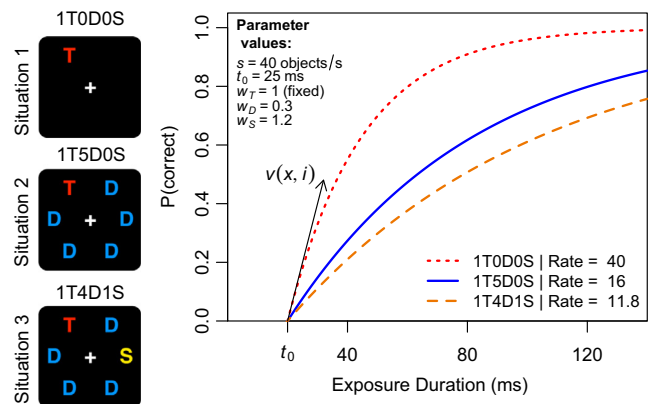 1T0D0S
Situation 1
T
+
1T5D0S
Situation 2
T D
D + D
D D
1T4D1S
Situation 3
T D
D + S
D D
P(correct)
0.0 0.2 0.4 0.6 0.8 1.0
Parameter
values:
s = 40 objects/s
t0 = 25 ms
wT = 1 (fixed)
wD = 0.3
wS = 1.2
v(x, i)
1T0D0S | Rate = 40
1T5D0S | Rate = 16
1T4D1S | Rate = 11.8
t0 40 80 120
Exposure Duration (ms)